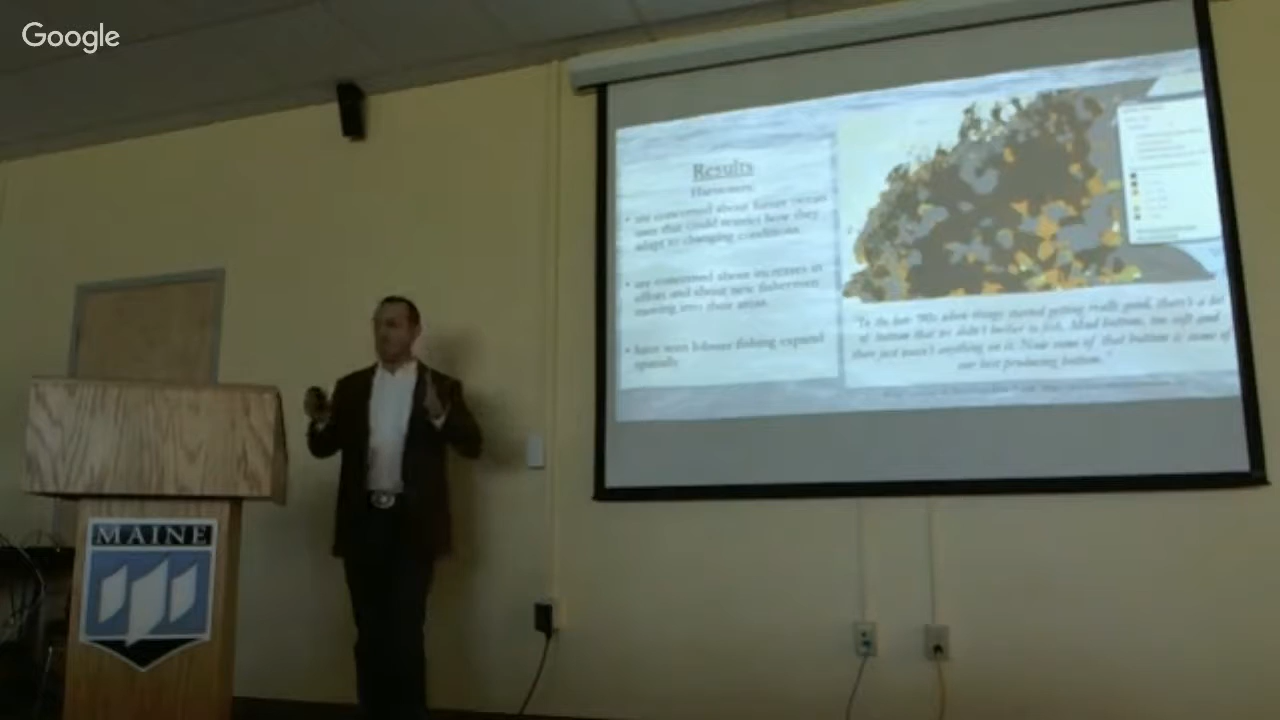 Google
Results
Harvesters
• are concerned about future ocean
uses that could restrict how they
adapt to changing conditions
• are concerned about increases in
effort and about new fishermen
moving into their areas
• have seen lobster fishing expand
spatially
"In the late '90s when things started getting really good, there's a lot
of bottom that we didn't bother to fish. Mud bottom, too soft and
there just wasn't anything on it. Now some of that bottom is some of
our best producing bottom."
MAINE